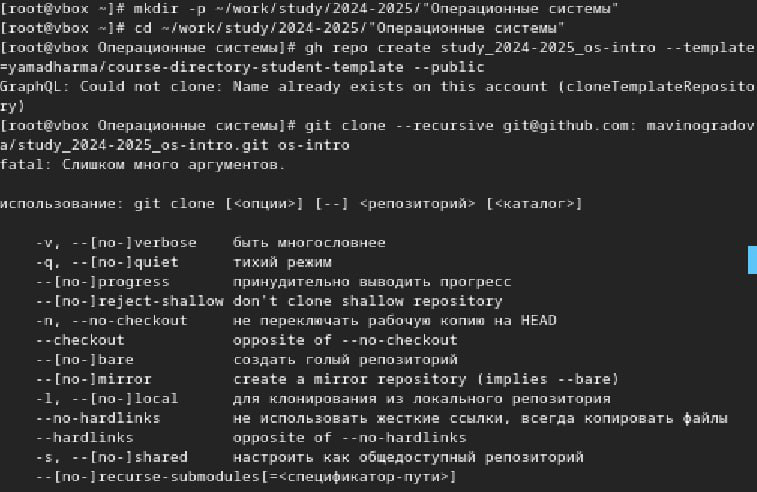 [root@vbox ~]# mkdir -p ~/work/study/2024-2025/"Операционные системы"
[root@vbox ~]# cd ~/work/study/2024-2025/"Операционные системы"
[root@vbox Операционные системы]# gh repo create study_2024-2025_os-intro --template
=yamadharma/course-directory-student-template --public
GraphQL: Could not clone: Name already exists on this account (cloneTemplateReposito
ry)
[root@vbox Операционные системы]# git clone --recursive git@github.com: mavinogradov
a/study_2024-2025_os-intro.git os-intro
fatal: Слишком много аргументов.
использование: git clone [<опции>] [--] <репозиторий> [<каталог>]
-v, --[no-]verbose    быть многословнее
-q, --[no-]quiet      тихий режим
--[no-]progress       принудительно выводить прогресс
--[no-]reject-shallow don't clone shallow repository
-n, --no-checkout     не переключать рабочую копию на HEAD
--checkout            opposite of --no-checkout
--[no-]bare           создать голый репозиторий
--[no-]mirror         create a mirror repository (implies --bare)
-l, --[no-]local      для клонирования из локального репозитория
--no-hardlinks        не использовать жесткие ссылки, всегда копировать файлы
--hardlinks           opposite of --no-hardlinks
-s, --[no-]shared     настроить как общедоступный репозиторий
--[no-]recurse-submodules[=<спецификатор-пути>]